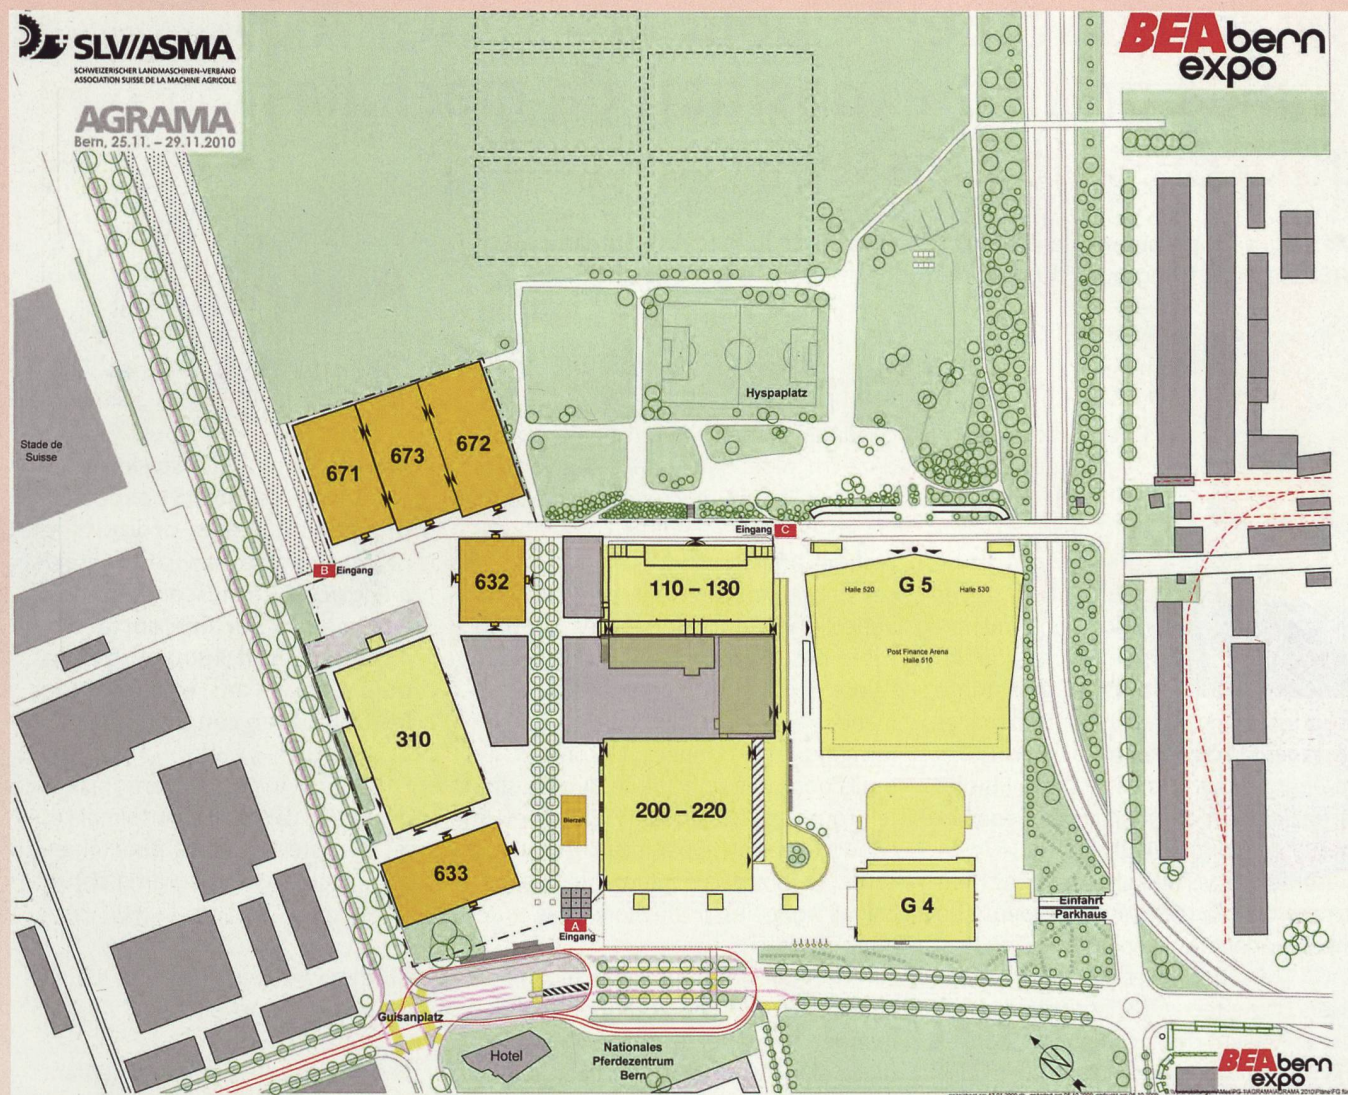 SLV/ASMA
SCHWEIZERISCHER LANDMASCHINEN-VERBAND
ASSOCIATION SUISSE DE LA MACHINE AGRICOLE
AGRAMA
Bern, 25.11. – 29.11.2010
BEA bern
expo
Hyspaplatz
Stade de
Suisse
671
673
672
Eingang C
B Eingang
632
110 – 130
G 5
Halle 520
Halle 530
Post Finance Arena
Halle 510
310
200 – 220
Bierzelt
633
G 4
Einfahrt
Parkhaus
A
Eingang
Guisanplatz
Hotel
Nationales
Pferdezentrum
Bern
N
BEA bern
expo